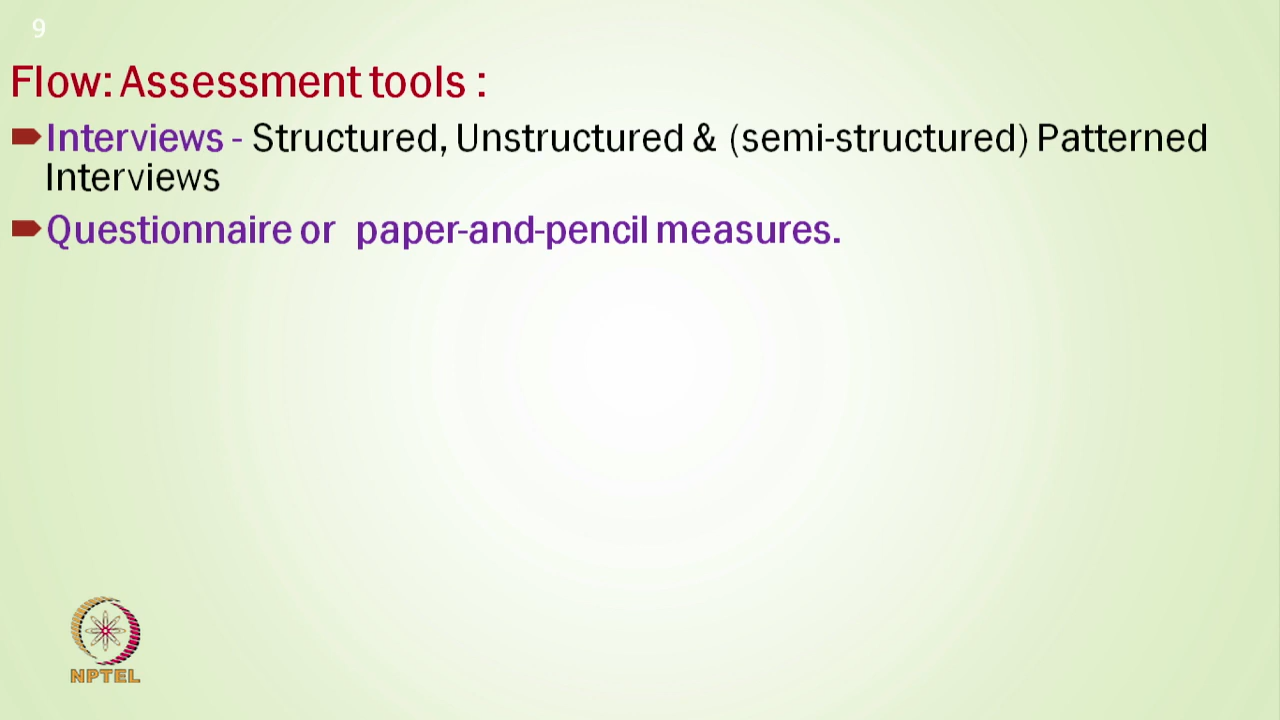 9
Flow: Assessment tools :
Interviews - Structured, Unstructured & (semi-structured) Patterned
Interviews
Questionnaire or paper-and-pencil measures.
NPTEL